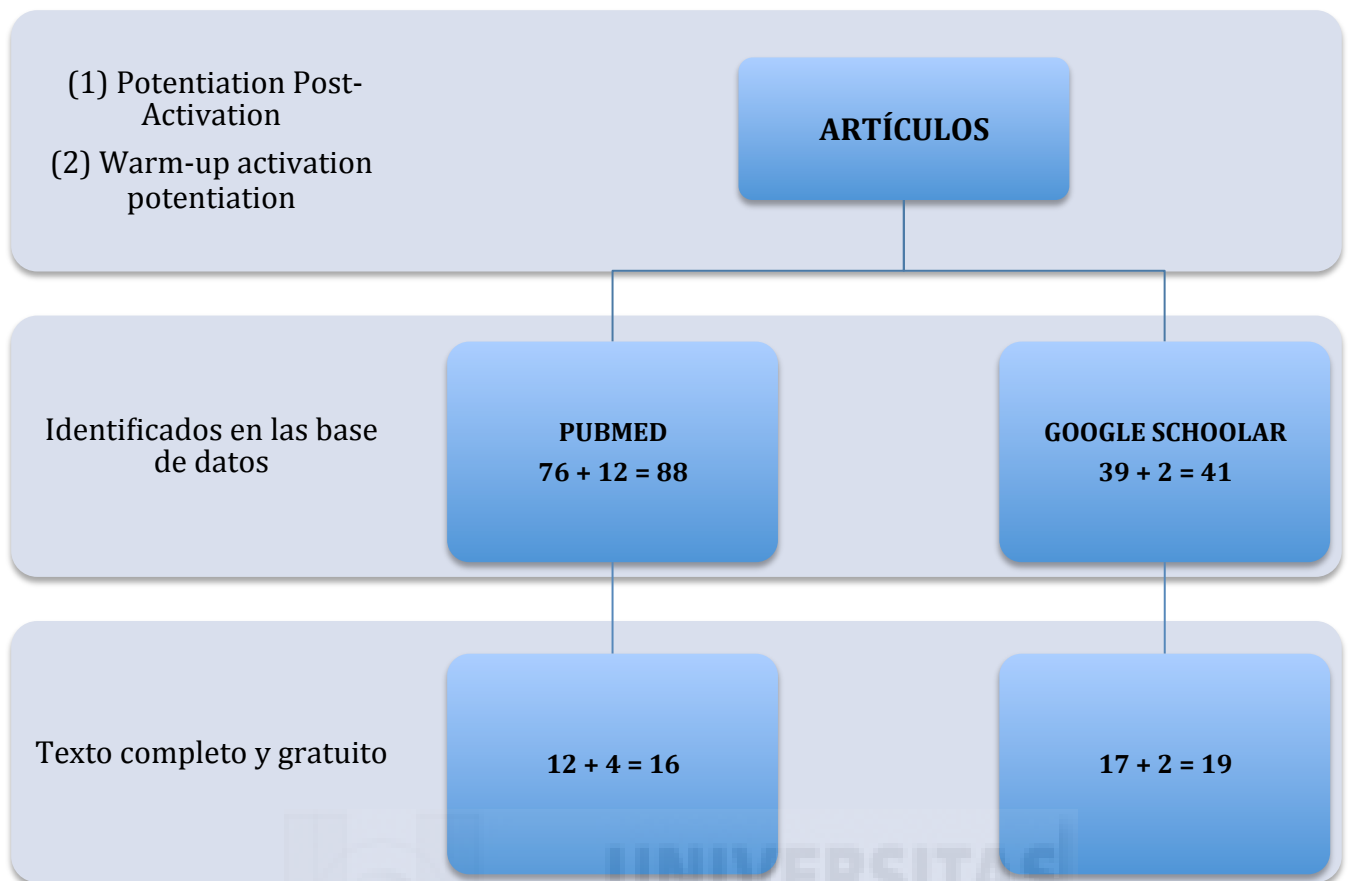 (1) Potentiation Post-
Activation
(2) Warm-up activation
potentiation
ARTÍCULOS
Identificados en las base
de datos
PUBMED
76 + 12 = 88
GOOGLE SCHOOLAR
39 + 2 = 41
Texto completo y gratuito
12 + 4 = 16
17 + 2 = 19
UNIVERSITAS